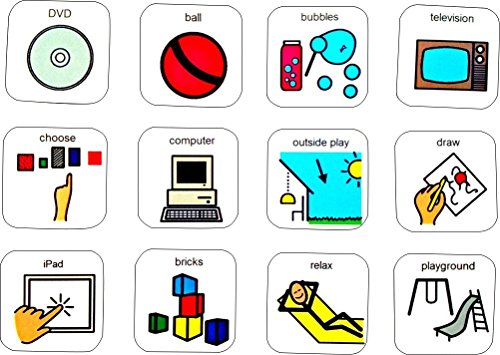 DVD
ball
bubbles
television
choose
computer
outside play
draw
iPad
bricks
relax
playground